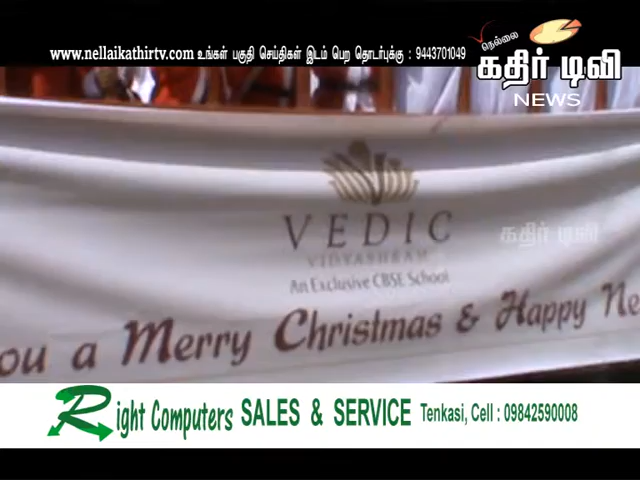 www.nellaikathirtv.com உங்கள் பகுதி செய்திகள் இடம் பெற தொடர்புக்கு : 9443701049
நெல்லை
கதிர் டிவி
NEWS
VEDIC
VIDYASHRAM
கதிர் டிவி
An Exclusive CBSE School
ou a Merry Christmas & Happy Ne
Right Computers SALES & SERVICE Tenkasi, Cell : 09842590008